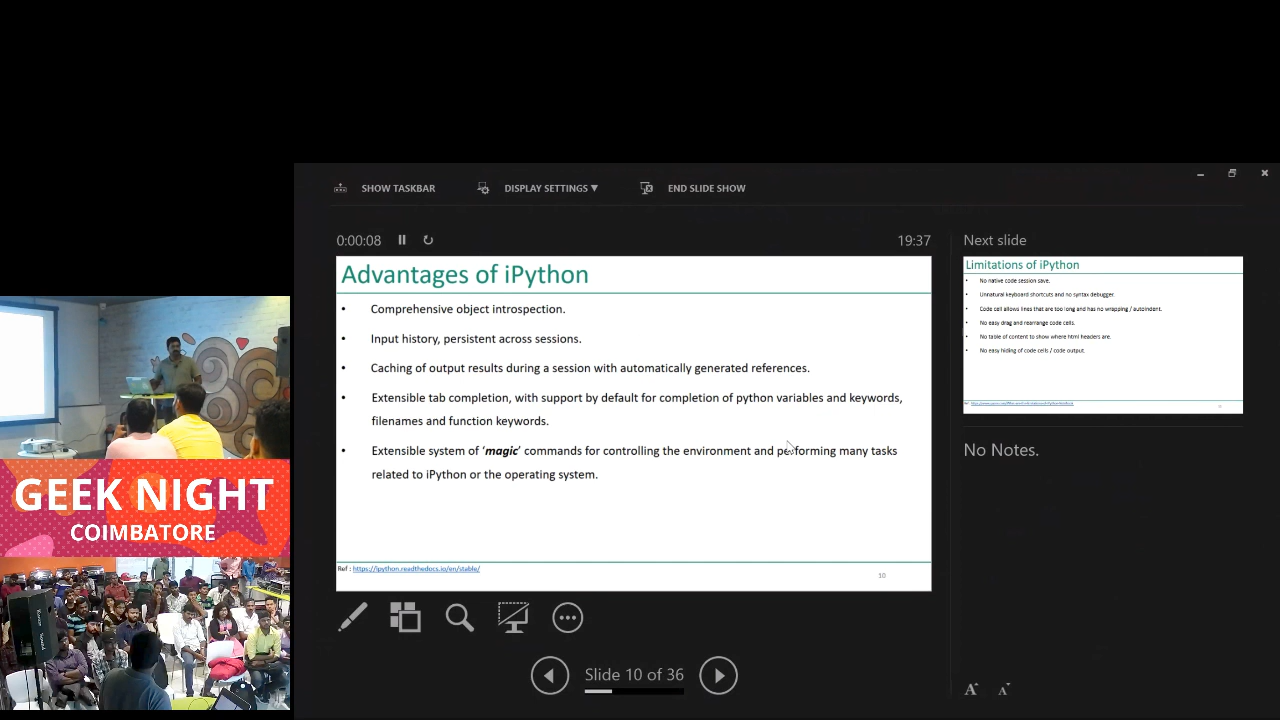 SHOW TASKBAR
DISPLAY SETTINGS ▼
END SLIDE SHOW
0:00:08
19:37
Next slide
Advantages of iPython
• Comprehensive object introspection.
• Input history, persistent across sessions.
• Caching of output results during a session with automatically generated references.
• Extensible tab completion, with support by default for completion of python variables and keywords,
filenames and function keywords.
• Extensible system of ‘magic’ commands for controlling the environment and performing many tasks
related to iPython or the operating system.
Ref : https://ipython.readthedocs.io/en/stable/
10
Limitations of iPython
• No native code session save.
• Unnatural keyboard shortcuts and no syntax debugger.
• Code cell allows lines that are too long and has no wrapping / autoindent.
• No easy drag and rearrange code cells.
• No table of content to show where html headers are.
• No easy hiding of code cells / code output.
No Notes.
GEEK NIGHT
COIMBATORE
Slide 10 of 36
A A